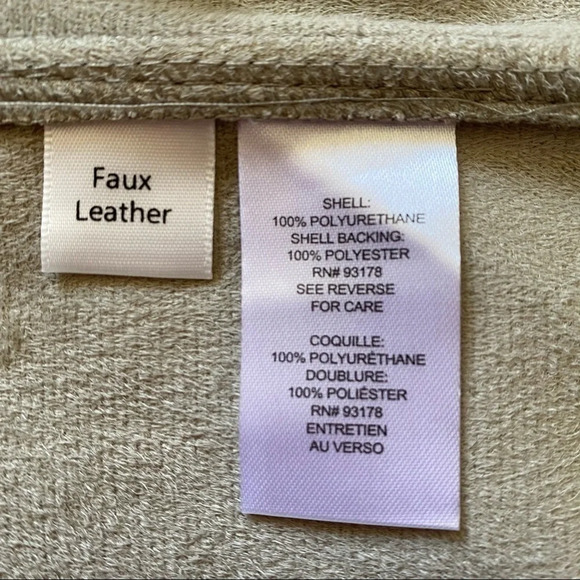 Faux
Leather
SHELL:
100% POLYURETHANE
SHELL BACKING:
100% POLYESTER
RN# 93178
SEE REVERSE
FOR CARE
COQUILLE:
100% POLYURÉTHANE
DOUBLURE:
100% POLIÉSTER
RN# 93178
ENTRETIEN
AU VERSO